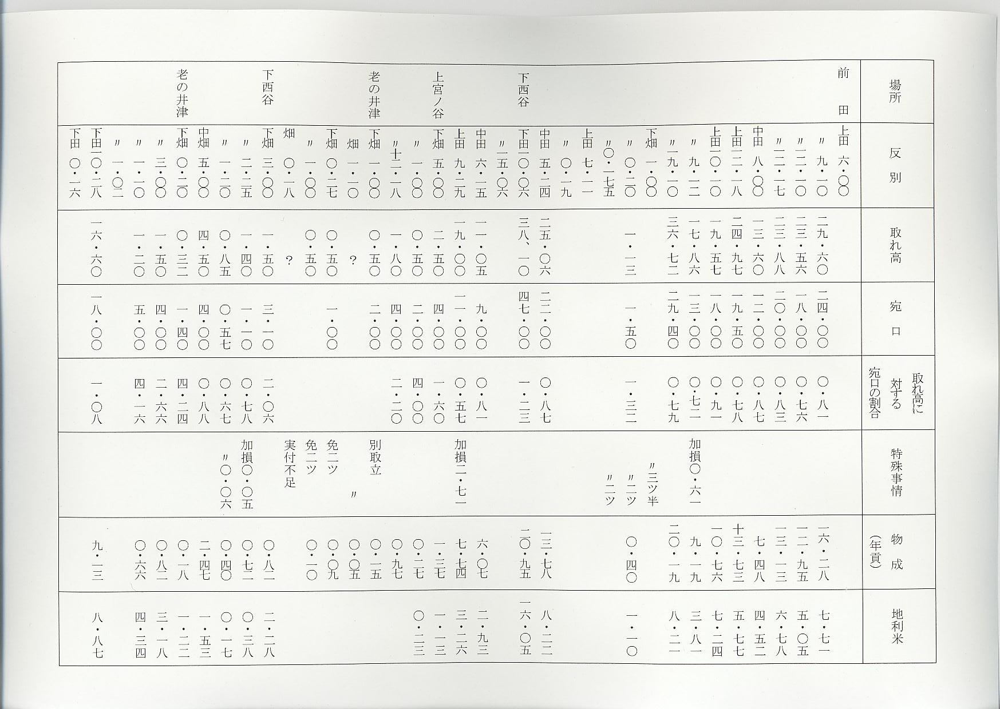 場所 反別 取れ高 宛口 取れ高に対する宛口の割合 特殊事情 物成（年貢） 地利米
前田 上田 六・〇〇
〃 九・一〇 二九・六〇 二四・〇〇 〇・八一 一六・二八 七・七一
〃 一二・一〇 二三・五六 一八・〇〇 〇・七六 一二・九五 五・〇五
〃 一二・一七 二三・八八 二〇・〇〇 〇・八三 一三・一三 六・七八
中田 八・〇〇 一三・六〇 一二・〇〇 〇・八七 七・四八 四・五二
上田 一二・一八 二四・九七 一九・五〇 〇・七八 十三・七三 五・七七
上田 一〇・一〇 一九・五七 一八・〇〇 〇・九一 一〇・七六 七・二四
〃 九・一二 一七・八六 一三・〇〇 〇・七二 加損〇・六一 九・一九 三・八一
〃 一九・一〇 三六・七二 二九・四〇 〇・七九 二〇・一九 八・二一
下畑 一・〇〇 〃三ツ半
〃 〇・二〇 一・一三 一・五〇 一・三二 〃二ツ 〇・四〇 一・一〇
〃 〇・一七五 〃二ツ
上田 七・一一
〃 〇・一九
中田 五・二四 二五・〇六 二二・〇〇 〇・八七 一三・七八 八・二二
下西谷 下田 一〇・〇六 三八、一〇 四七・〇〇 一・二三 二〇・九五 一六・〇五
〃 一五・〇六
中田 六・一五 一一・〇五 九・〇〇 〇・八一 六・〇七 二・九三
上田 九・二九 一九・〇〇 一一・〇〇 〇・五七 加損二・七一 七・七四 三・二六
上宮ノ谷 下畑 五・〇〇 二・五〇 四・〇〇 一・六〇 一・三七 一・一三
〃 一・〇〇 〇・五〇 二・〇〇 四・〇〇 〇・二七 〇・二三
〃 十二・一八 一・八〇 四・〇〇 二・二〇 〇・九七
老の井津 下畑 一・〇〇 〇・五〇 二・〇〇 別取立 〇・一五
畑 一・一〇 ？ 〃 〇・〇五
下畑 〇・二七 〇・五〇 一・〇〇 免二ツ 〇・〇九
〃 一・〇〇 〇・五〇 免二ツ 〇・一〇
畑 〇・一八 ？ 実付不足
下西谷 下畑 三・〇〇 一・五〇 三・一〇 二・〇六 〇・八二 二・二八
〃 二・二五 一・四〇 一・一〇 〇・七八 加損〇・〇五 〇・七二 〇・三八
〃 一・二〇 〇・八五 〇・五七 〇・六七 〃〇・〇六 〇・四〇 〇・一七
中畑 五・〇〇 四・五〇 四・〇〇 〇・八八 二・四七 一・五三
老の井津 下畑 〇・二〇 〇・三二 一・四〇 四・二四 〇・一八 一・二二
〃 三・〇〇 一・五〇 四・〇〇 二・六六 〇・八二 三・一八
〃 一・一〇 一・二〇 五・〇〇 四・一六 〇・六六 四・三四
〃 一・〇二
下田 一〇・二八 一六・六〇 一八・〇〇 一・〇八 九・一三 八・八七
下田 〇・一六